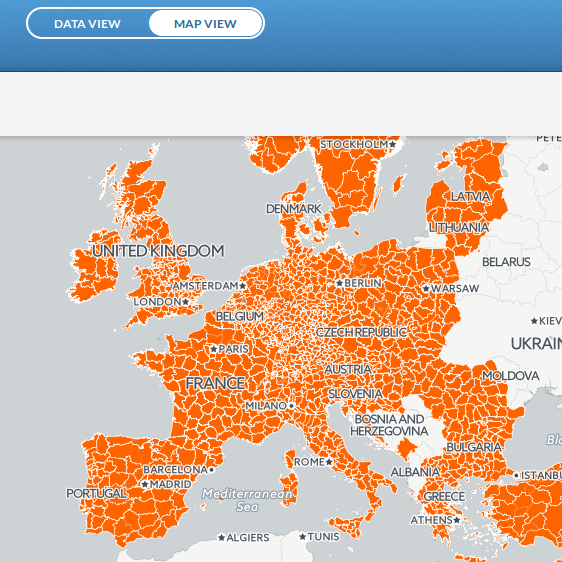 DATA VIEW
MAP VIEW
STOCKHOLM
PETE
LATVIA
DENMARK
LITHUANIA
UNITED KINGDOM
BELARUS
AMSTERDAM
BERLIN
WARSAW
LONDON
BELGIUM
KIEV
CZECH REPUBLIC
UKRAIN
PARIS
AUSTRIA
MOLDOVA
FRANCE
SLOVENIA
MILANO
BOSNIA AND
HERZEGOVINA
Bla
BULGARIA
ROME
BARCELONA
ALBANIA
ISTANBU
MADRID
PORTUGAL
Mediterranean
Sea
GREECE
ATHENS
ALGIERS
TUNIS